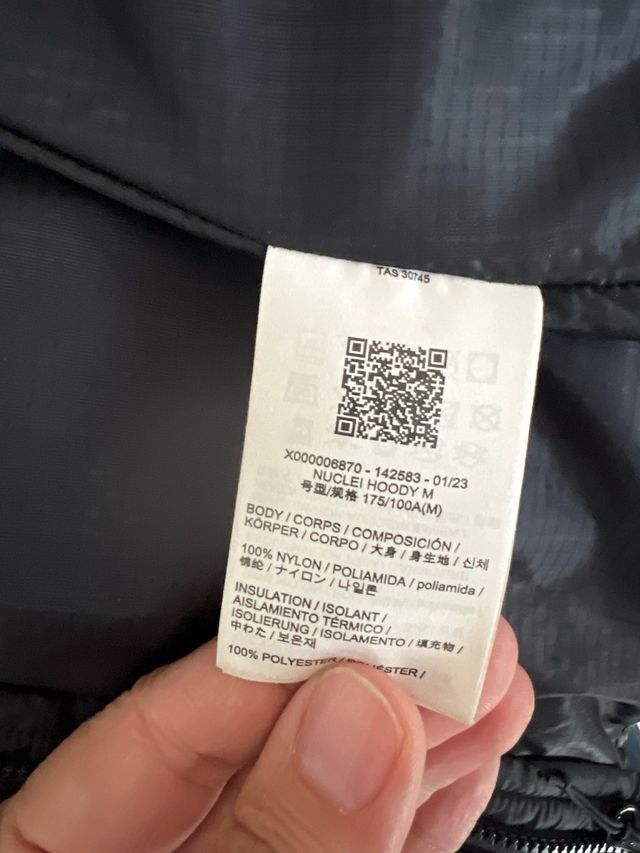 TAS 30745
X000006870 - 142583 - 01/23
NUCLEI HOODY M
号型/规格 175/100A(M)
BODY / CORPS / COMPOSICIÓN /
KÖRPER / CORPO / 大身 / 身生地 / 신체
100% NYLON / POLIAMIDA / poliamida /
锦纶 / ナイロン / 나일론
INSULATION / ISOLANT /
AISLAMIENTO TÉRMICO /
ISOLIERUNG / ISOLAMENTO / 填充物 /
中わた / 보온재
100% POLYESTER / POLIÉSTER /